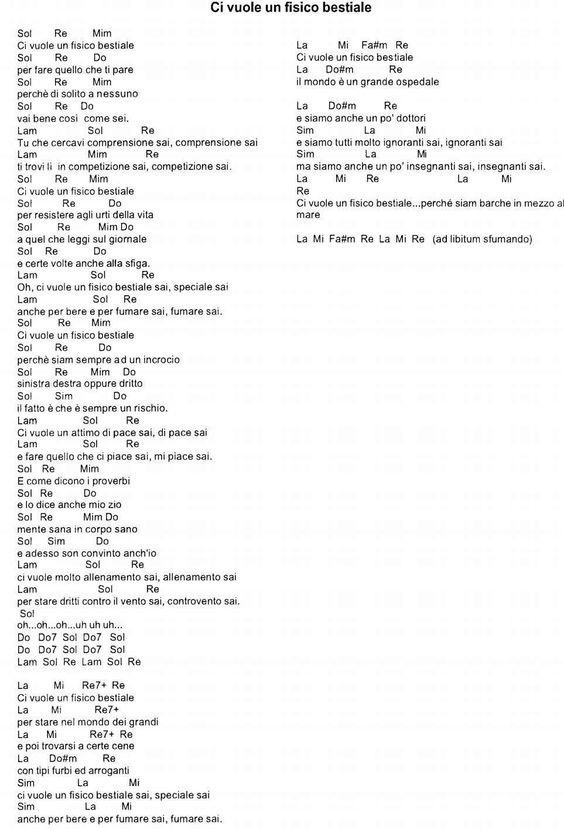 Ci vuole un fisico bestiale
Sol Re Mim
Ci vuole un fisico bestiale
Sol Re Do
per fare quello che ti pare
Sol Re Mim
perchè di solito a nessuno
Sol Re Do
vai bene così come sei.
Lam Sol Re
Tu che cercavi comprensione sai, comprensione sai
Lam Mim Re
ti trovi lì in competizione sai, competizione sai.
Sol Re Mim
Ci vuole un fisico bestiale
Sol Re Do
per resistere agli urti della vita
Sol Re Mim Do
a quel che leggi sul giornale
Sol Re Do
e certe volte anche alla sfiga.
Lam Sol Re
Oh, ci vuole un fisico bestiale sai, speciale sai
Lam Sol Re
anche per bere e per fumare sai, fumare sai.
Sol Re Mim
Ci vuole un fisico bestiale
Sol Re Do
perchè siam sempre ad un incrocio
Sol Re Mim Do
sinistra destra oppure dritto
Sol Sim Do
il fatto è che è sempre un rischio.
Lam Sol Re
Ci vuole un attimo di pace sai, di pace sai
Lam Sol Re
e fare quello che ci piace sai, mi piace sai.
Sol Re Mim
E come dicono i proverbi
Sol Re Do
e lo dice anche mio zio
Sol Re Mim Do
mente sana in corpo sano
Sol Sim Do
e adesso son convinto anch'io
Lam Sol Re
ci vuole molto allenamento sai, allenamento sai
Lam Sol Re
per stare dritti contro il vento sai, controvento sai.
Sol
oh...oh...oh...uh uh uh...
Do Do7 Sol Do7 Sol
Do Do7 Sol Do7 Sol
Lam Sol Re Lam Sol Re
La Mi Re7+ Re
Ci vuole un fisico bestiale
La Mi Re7+
per stare nel mondo dei grandi
La Mi Re7+ Re
e poi trovarsi a certe cene
La Do#m Re
con tipi furbi ed arroganti
Sim La Mi
ci vuole un fisico bestiale sai, speciale sai
Sim La Mi
anche per bere e per fumare sai, fumare sai.
La Mi Fa#m Re
Ci vuole un fisico bestiale
La Do#m Re
il mondo è un grande ospedale
La Do#m Re
e siamo anche un po' dottori
Sim La Mi
e siamo tutti molto ignoranti sai, ignoranti sai
Sim La Mi
ma siamo anche un po' insegnanti sai, insegnanti sai.
La Mi Re La Mi
Re
Ci vuole un fisico bestiale...perché siam barche in mezzo al
mare
La Mi Fa#m Re La Mi Re (ad libitum sfumando)